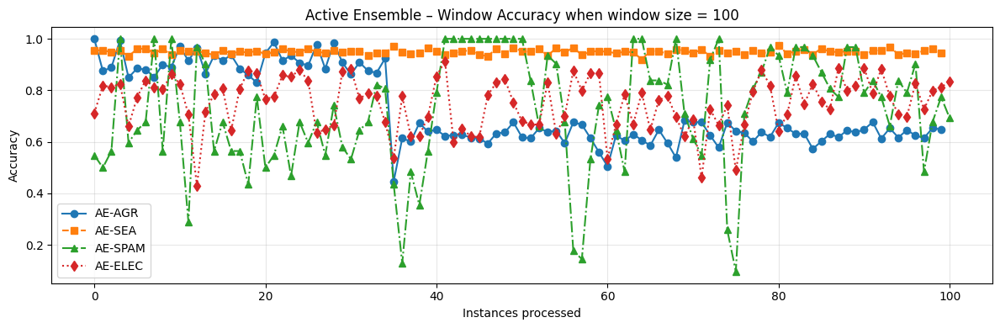 Active Ensemble – Window Accuracy when window size = 100
Accuracy
1.0
0.8
0.6
0.4
0.2
AE-AGR
AE-SEA
AE-SPAM
AE-ELEC
0 20 40 60 80 100
Instances processed